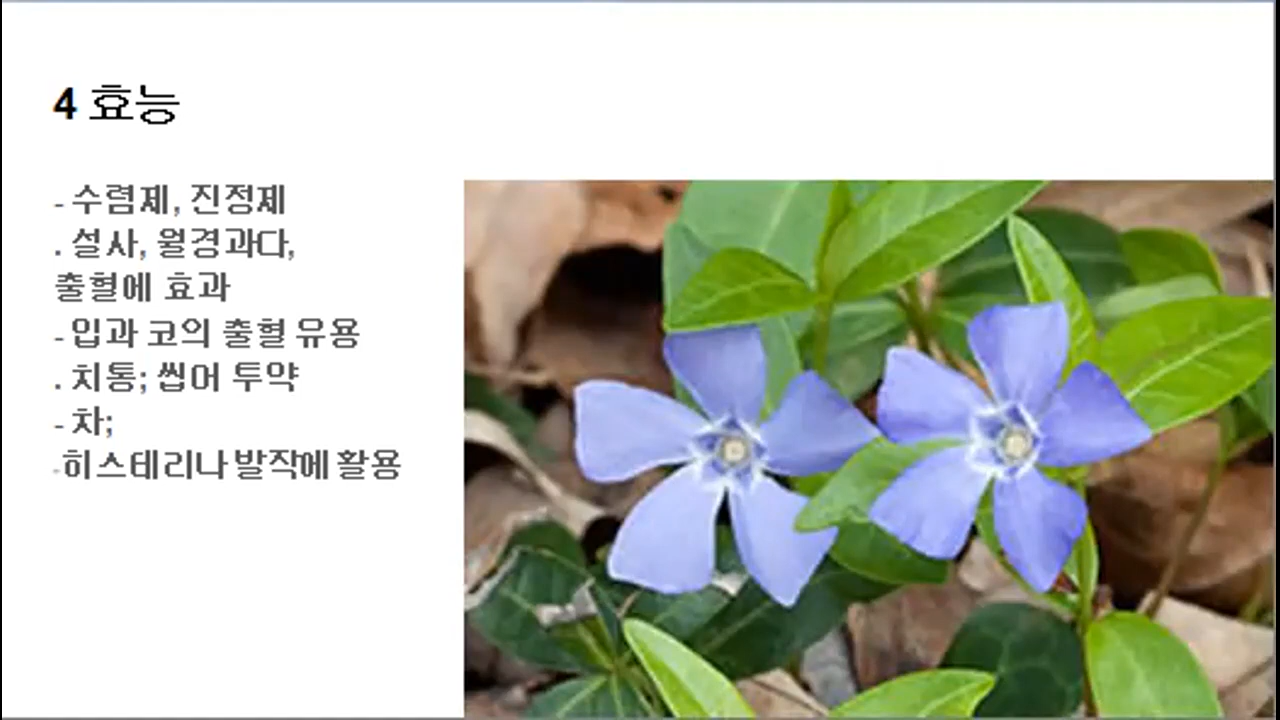 4 효능
- 수렴제, 진정제
. 설사, 월경과다,
출혈에 효과
- 입과 코의 출혈 유용
. 치통; 씹어 투약
- 차;
-히스테리나 발작에 활용